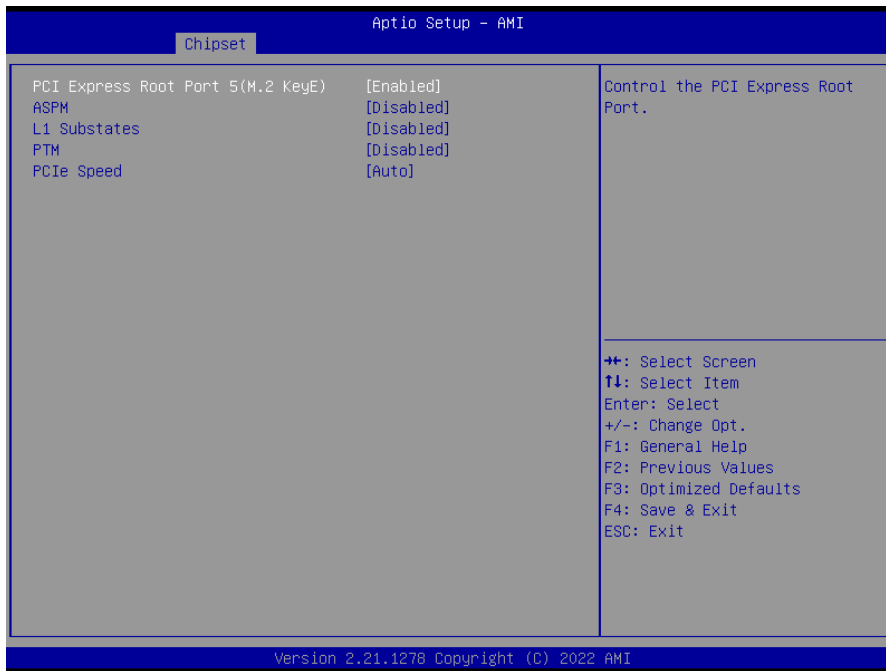 Aptio Setup - AMI
Chipset
PCI Express Root Port 5(M.2 KeyE) [Enabled]
ASPM [Disabled]
L1 Substates [Disabled]
PTM [Disabled]
PCIe Speed [Auto]
Control the PCI Express Root
Port.
→←: Select Screen
↑↓: Select Item
Enter: Select
+/-: Change Opt.
F1: General Help
F2: Previous Values
F3: Optimized Defaults
F4: Save & Exit
ESC: Exit
Version 2.21.1278 Copyright (C) 2022 AMI